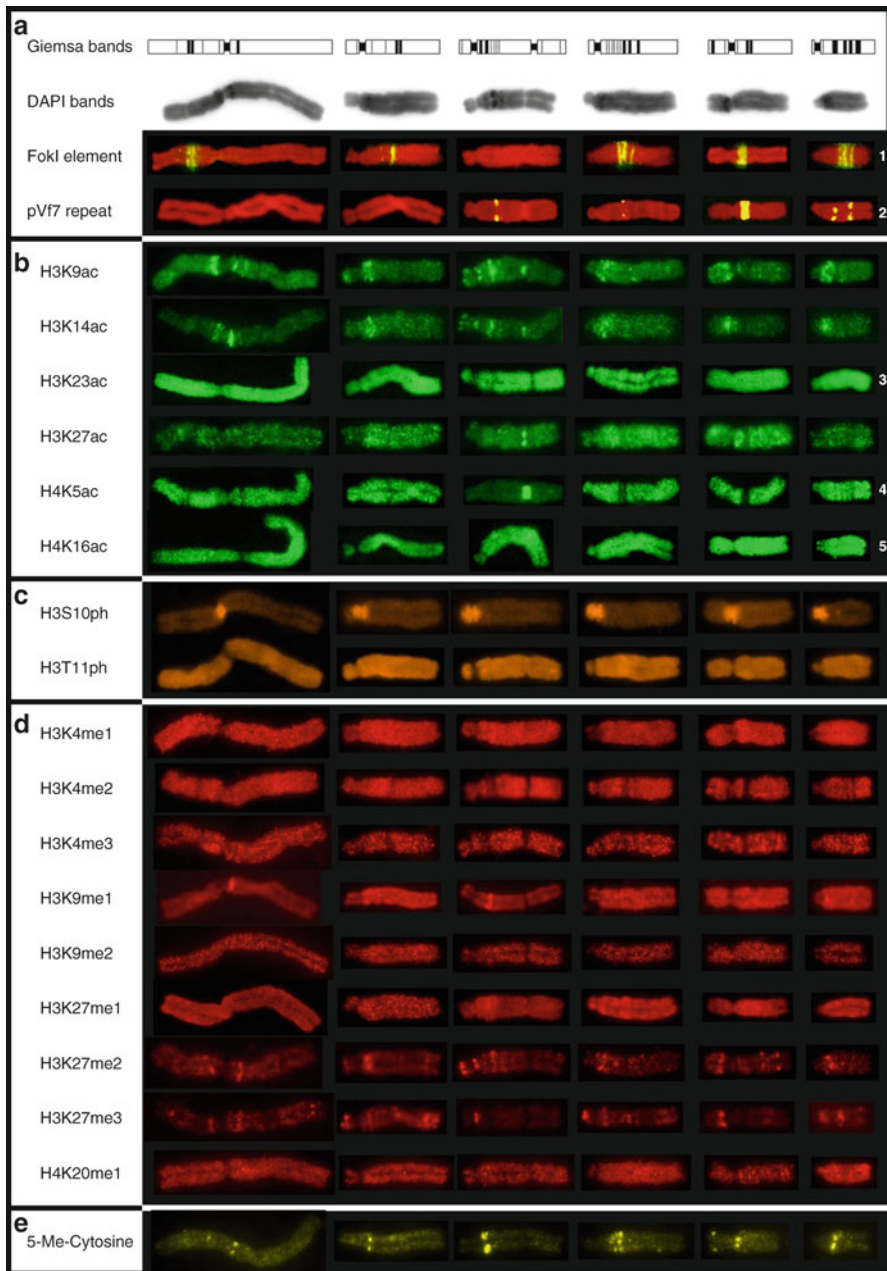 a
Giemsa bands
DAPI bands
FokI element 1
pVf7 repeat 2
b
H3K9ac
H3K14ac
H3K23ac 3
H3K27ac
H4K5ac 4
H4K16ac 5
c
H3S10ph
H3T11ph
d
H3K4me1
H3K4me2
H3K4me3
H3K9me1
H3K9me2
H3K27me1
H3K27me2
H3K27me3
H4K20me1
e
5-Me-Cytosine